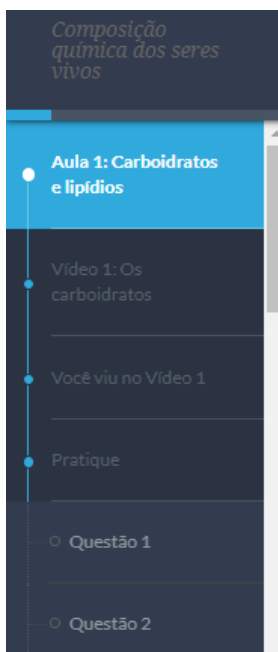 Composição
química dos seres
vivos
Aula 1: Carboidratos
e lipídios
Vídeo 1: Os
carboidratos
Você viu no Vídeo 1
Pratique
Questão 1
Questão 2